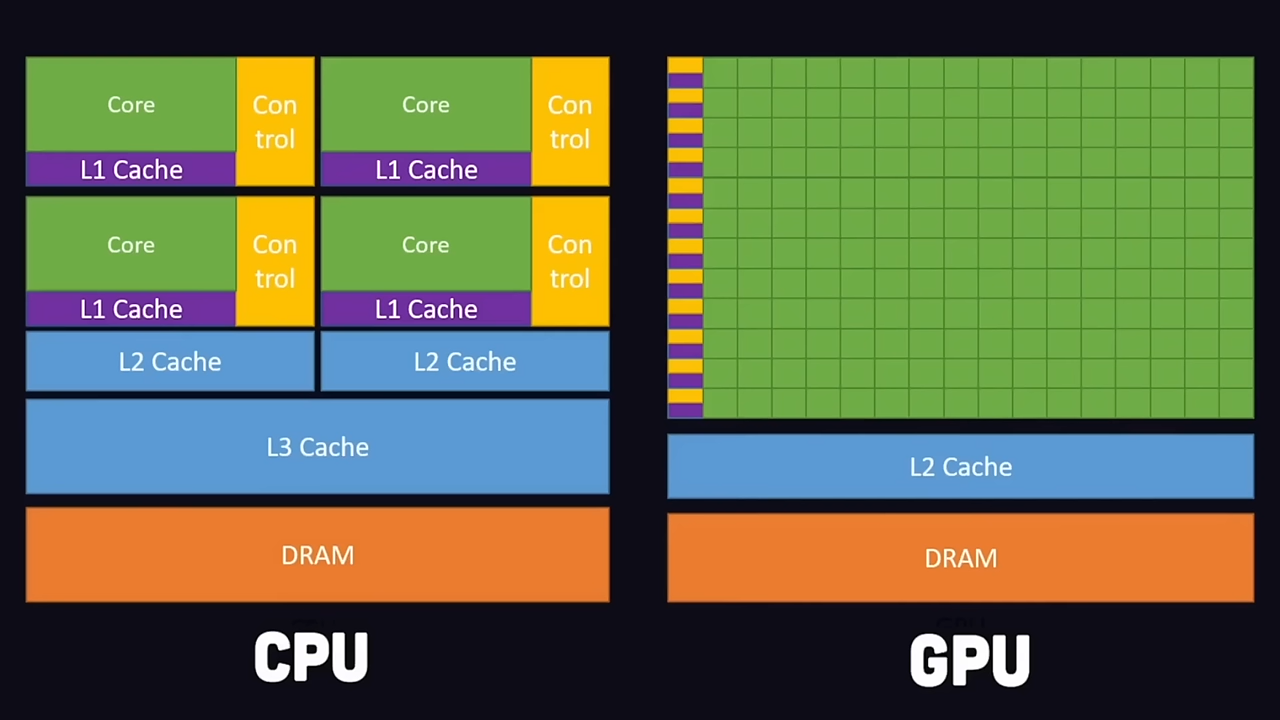 Core
Con
trol
Core
Con
trol
L1 Cache
L1 Cache
Core
Con
trol
Core
Con
trol
L1 Cache
L1 Cache
L2 Cache
L2 Cache
L3 Cache
L2 Cache
DRAM
DRAM
CPU
GPU